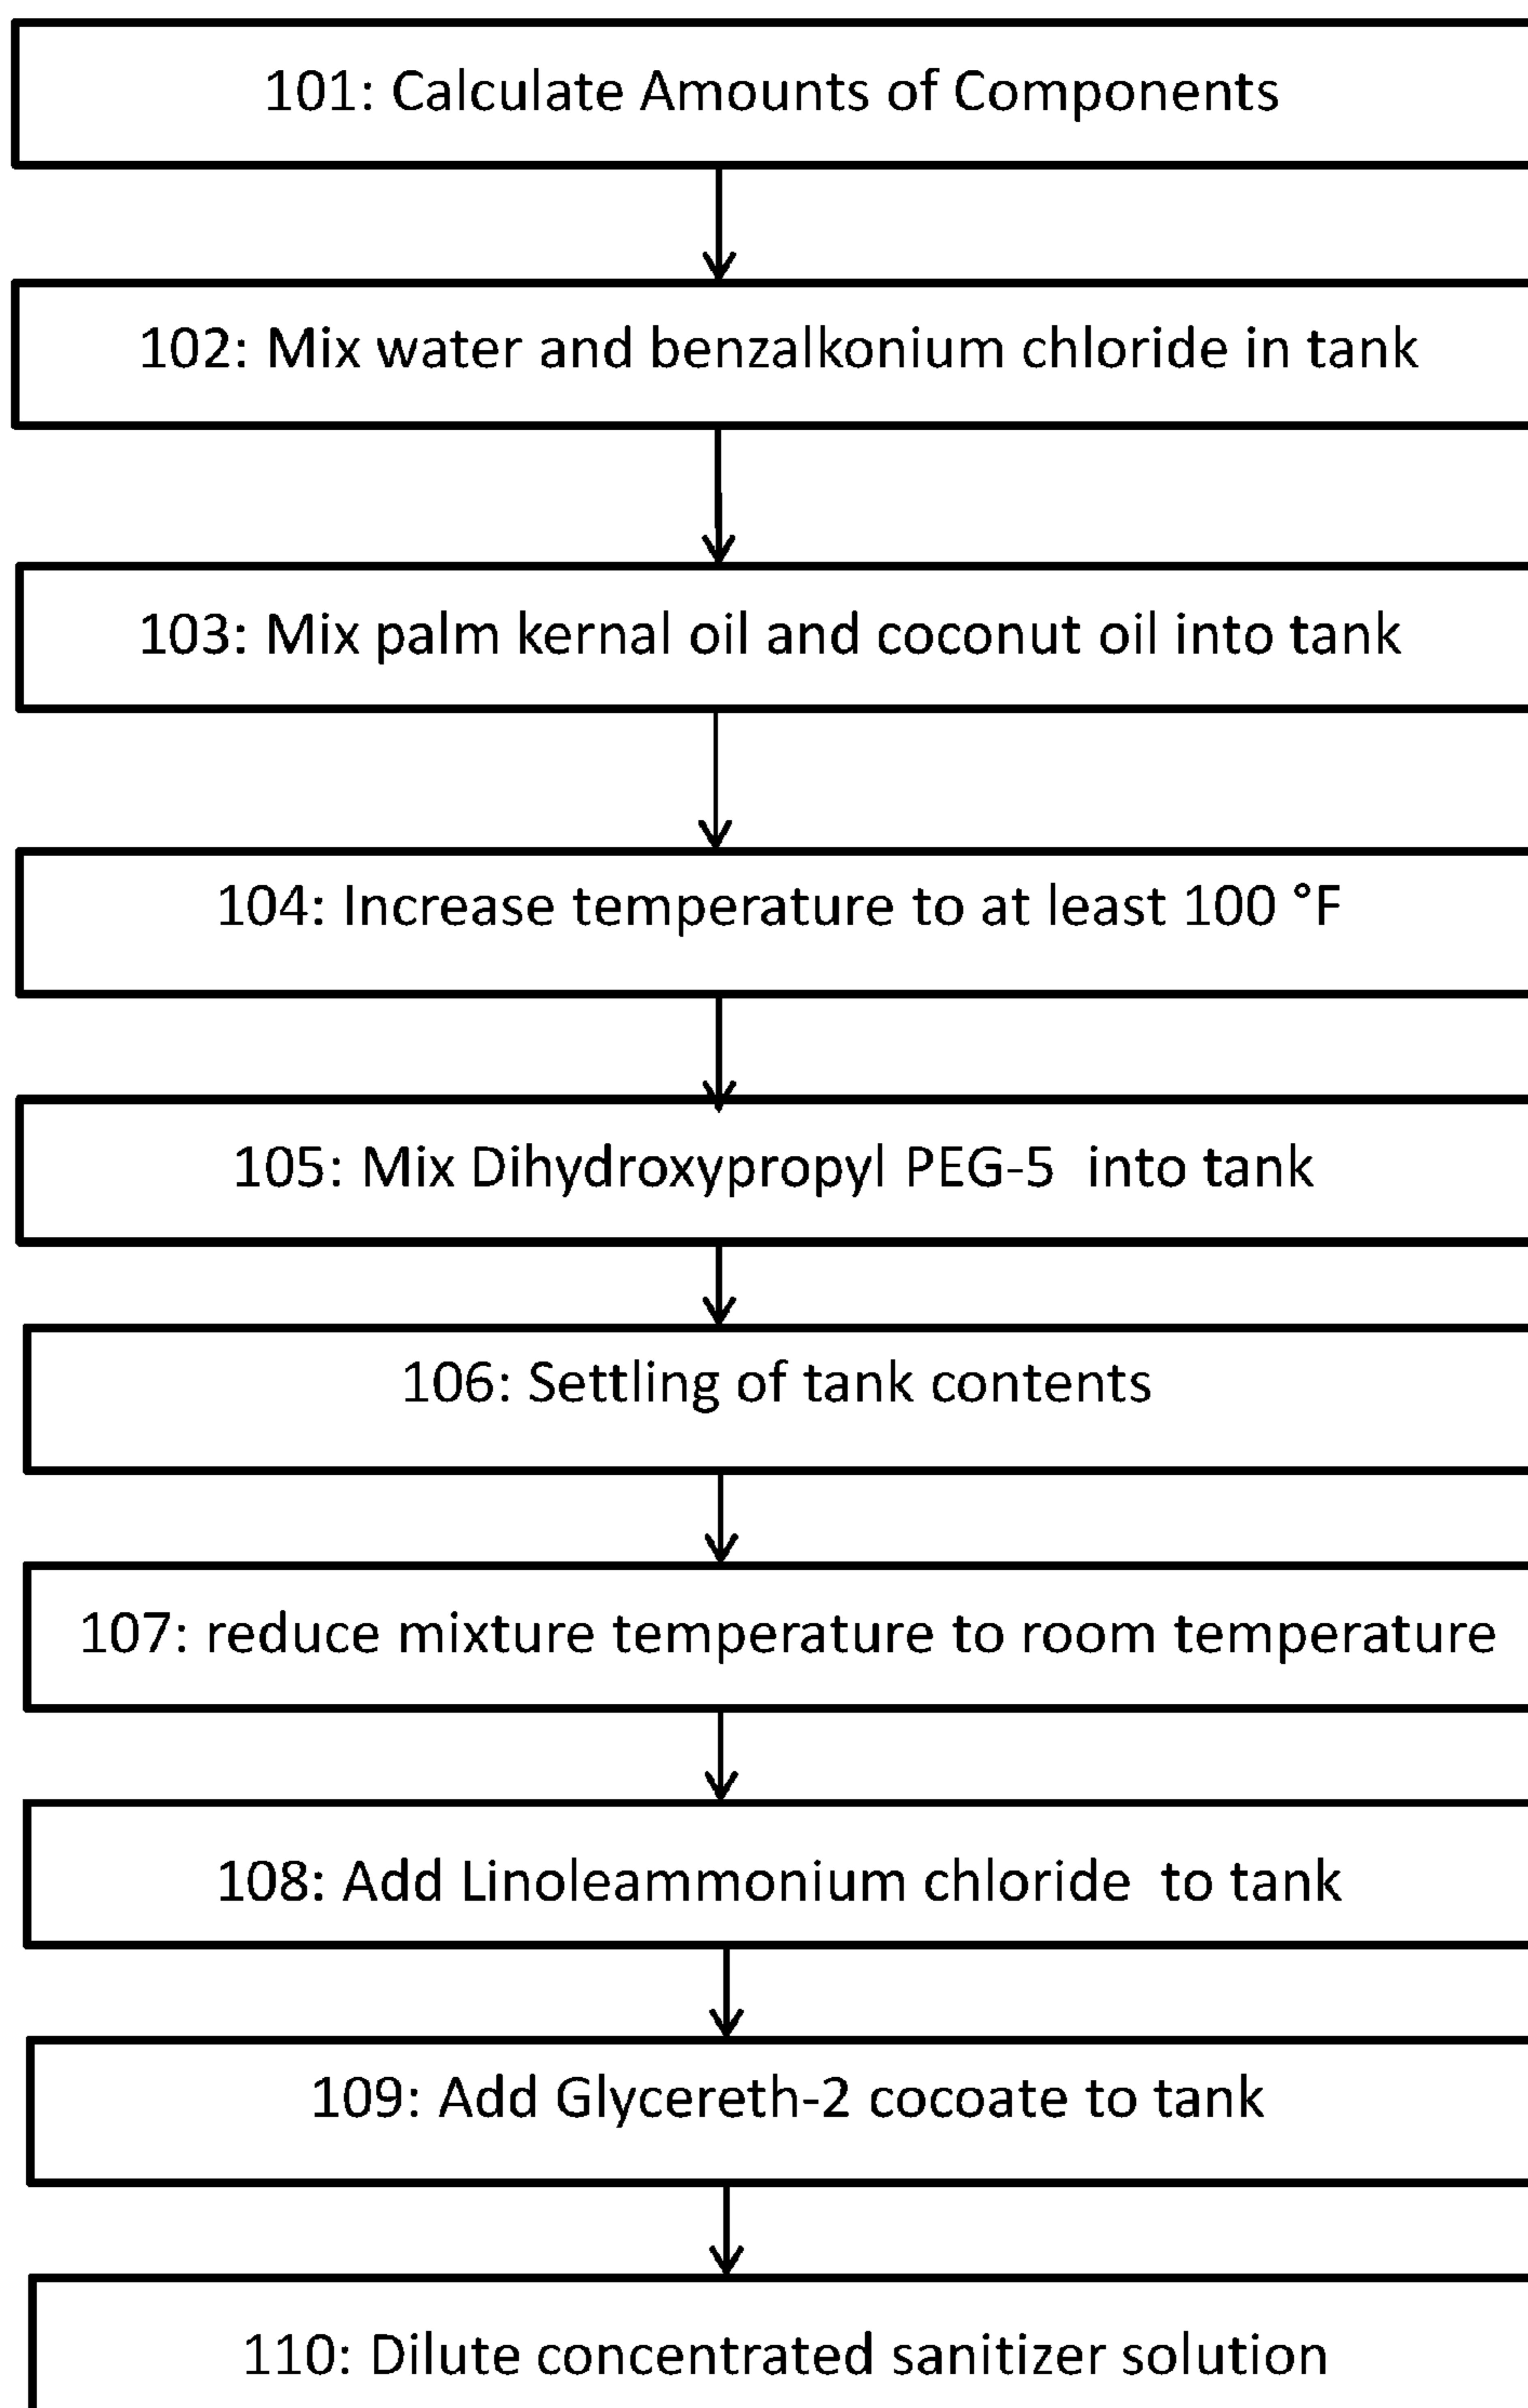 101: Calculate Amounts of Components
102: Mix water and benzalkonium chloride in tank
103: Mix palm kernal oil and coconut oil into tank
104: Increase temperature to at least 100 °F
105: Mix Dihydroxypropyl PEG-5 into tank
106: Settling of tank contents
107: reduce mixture temperature to room temperature
108: Add Linoleammonium chloride to tank
109: Add Glycereth-2 cocoate to tank
110: Dilute concentrated sanitizer solution